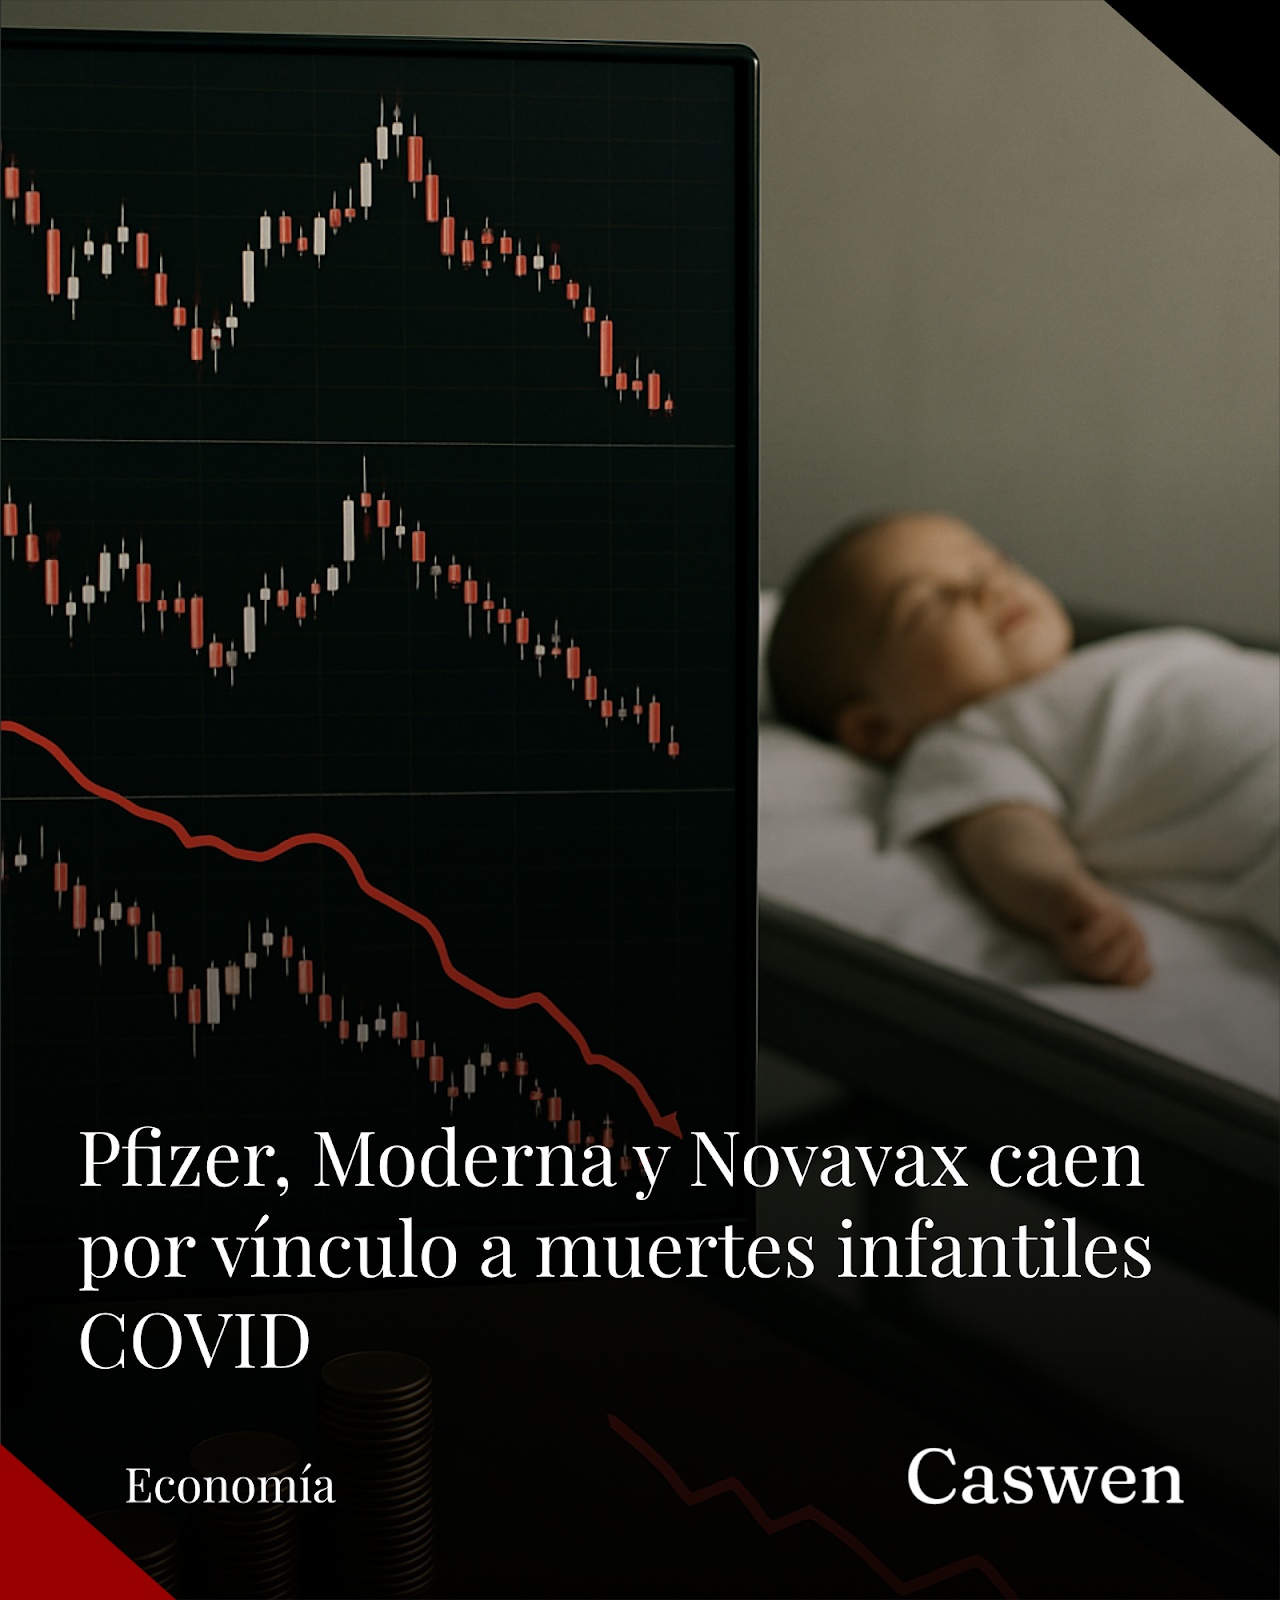 Pfizer, Moderna y Novavax caen
por vínculo a muertes infantiles
COVID
Economía
Caswen